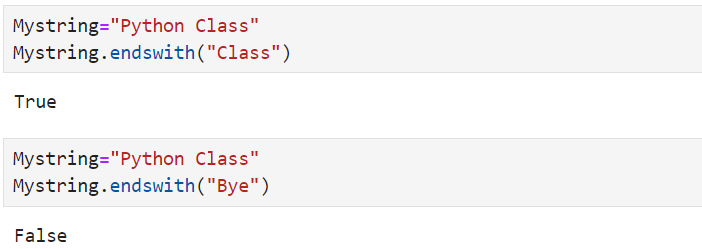 Mystring="Python Class"
Mystring.endswith("Class")
True
Mystring="Python Class"
Mystring.endswith("Bye")
False